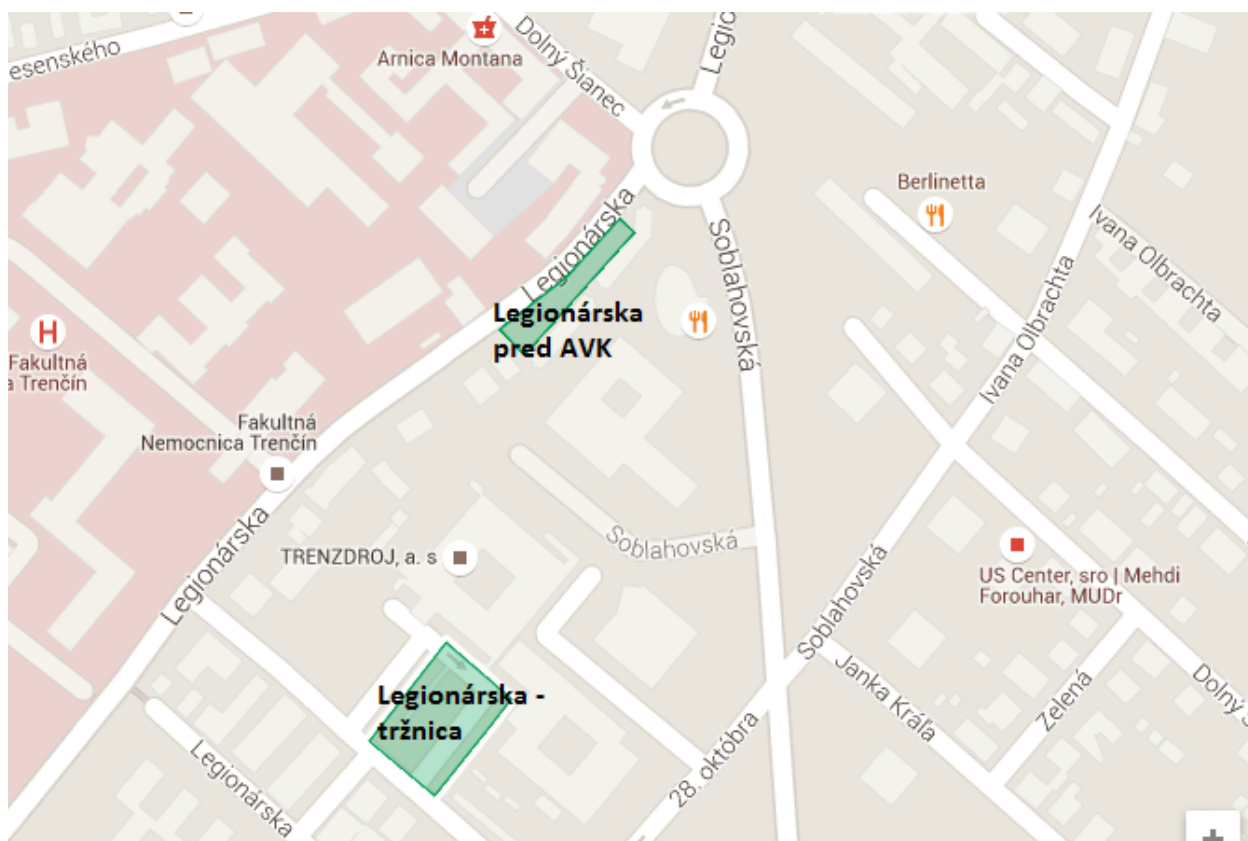 esenského
Arnica Montana
Dolný Šianec
Legio
Berlinetta
Ivana Olbrachta
Legionárska
Soblahovská
Ivana Olbrachta
Legionárska
pred AVK
H
Fakultná
a Trenčín
Fakultná
Nemocnica Trenčín
Legionárska
Soblahovská
TRENZDROJ, a. s
US Center, sro | Mehdi
Forouhar, MUDr
Soblahovská
Janka Kráľa
Zelená
Dolný Š
Legionárska -
tržnica
28. októbra
Legionárska
+